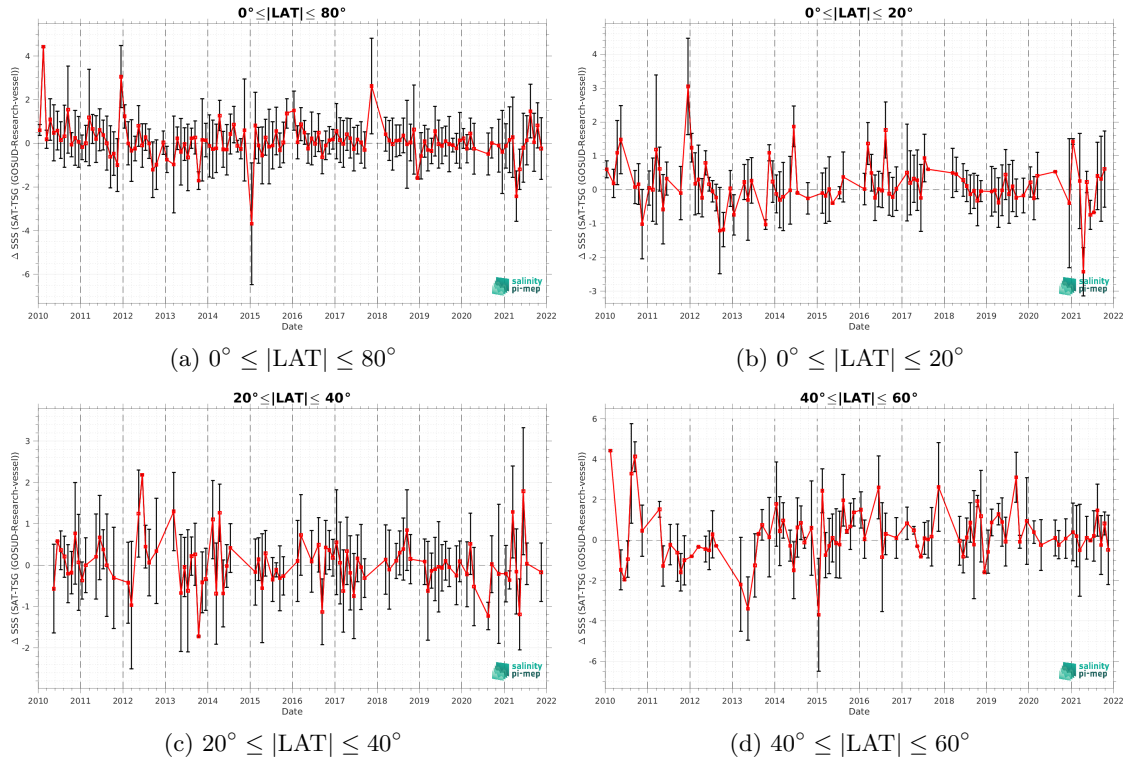 0°≤|LAT|≤ 80°
Δ SSS (SAT-TSG (GOSUD-Research-vessel))
4
2
0
-2
-4
-6
2010 2011 2012 2013 2014 2015 2016 2017 2018 2019 2020 2021 2022
Date
salinity
pi-mep
(a) 0° ≤ |LAT| ≤ 80°
0°≤|LAT|≤ 20°
Δ SSS (SAT-TSG (GOSUD-Research-vessel))
4
3
2
1
0
-1
-2
-3
2010 2011 2012 2013 2014 2015 2016 2017 2018 2019 2020 2021 2022
Date
salinity
pi-mep
(b) 0° ≤ |LAT| ≤ 20°
20°≤|LAT|≤ 40°
Δ SSS (SAT-TSG (GOSUD-Research-vessel))
3
2
1
0
-1
-2
2010 2011 2012 2013 2014 2015 2016 2017 2018 2019 2020 2021 2022
Date
salinity
pi-mep
(c) 20° ≤ |LAT| ≤ 40°
40°≤|LAT|≤ 60°
Δ SSS (SAT-TSG (GOSUD-Research-vessel))
6
4
2
0
-2
-4
-6
2010 2011 2012 2013 2014 2015 2016 2017 2018 2019 2020 2021 2022
Date
salinity
pi-mep
(d) 40° ≤ |LAT| ≤ 60°